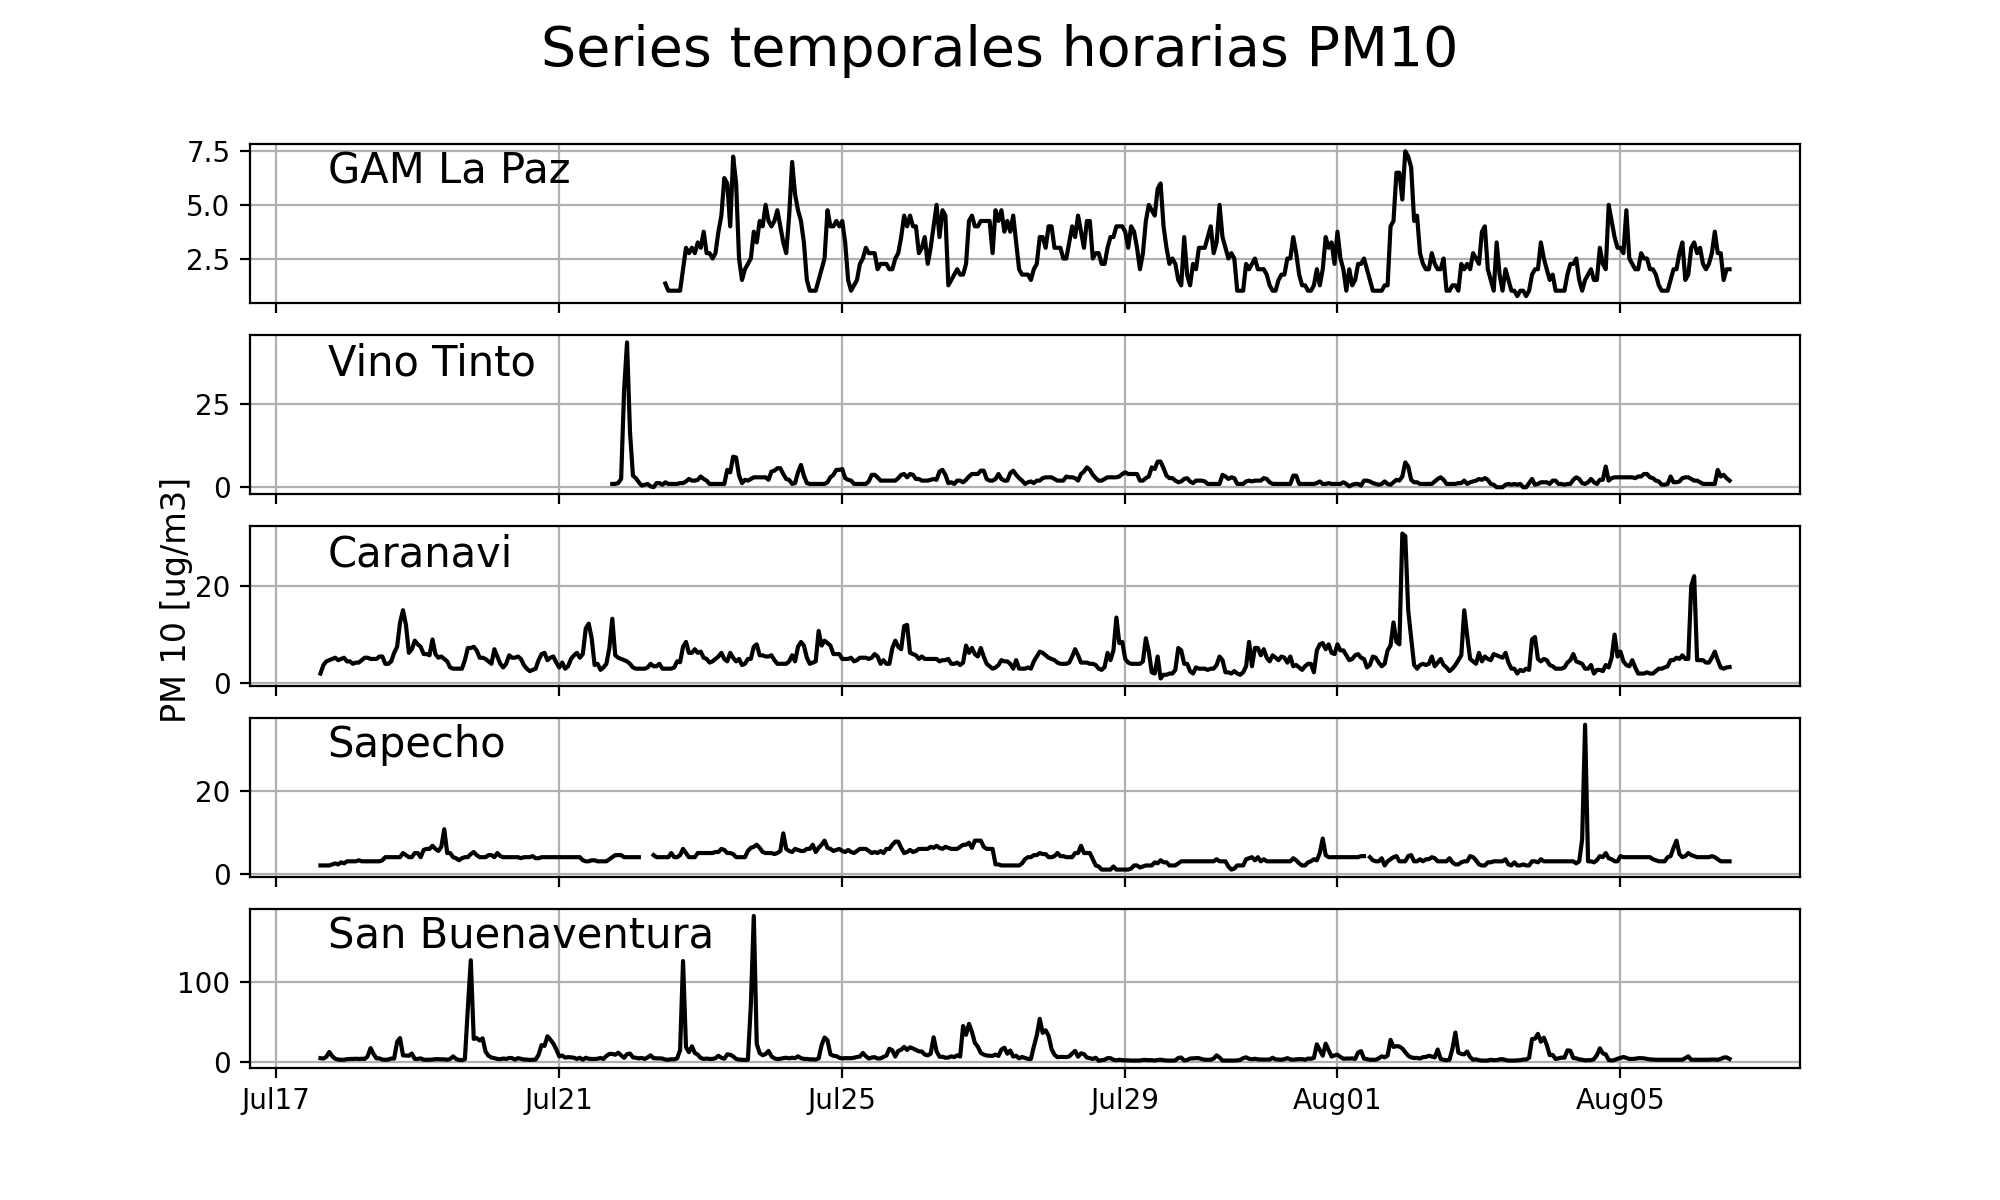 Series temporales horarias PM10
7.5
GAM La Paz
5.0
2.5
Vino Tinto
25
0
PM 10 [ug/m3]
Caranavi
20
0
Sapecho
20
0
San Buenaventura
100
0
Jul17 Jul21 Jul25 Jul29 Aug01 Aug05